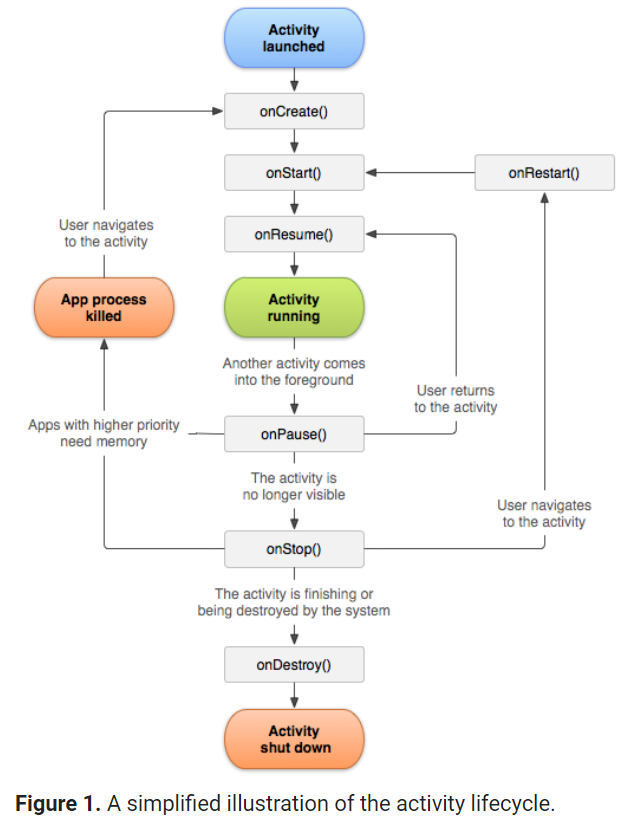 Activity
launched
onCreate()
onStart()
onRestart()
User navigates
to the activity
onResume()
App process
killed
Activity
running
Another activity comes
into the foreground
User returns
to the activity
Apps with higher priority
need memory
onPause()
The activity is
no longer visible
User navigates
to the activity
onStop()
The activity is finishing or
being destroyed by the system
onDestroy()
Activity
shut down
Figure 1. A simplified illustration of the activity lifecycle.